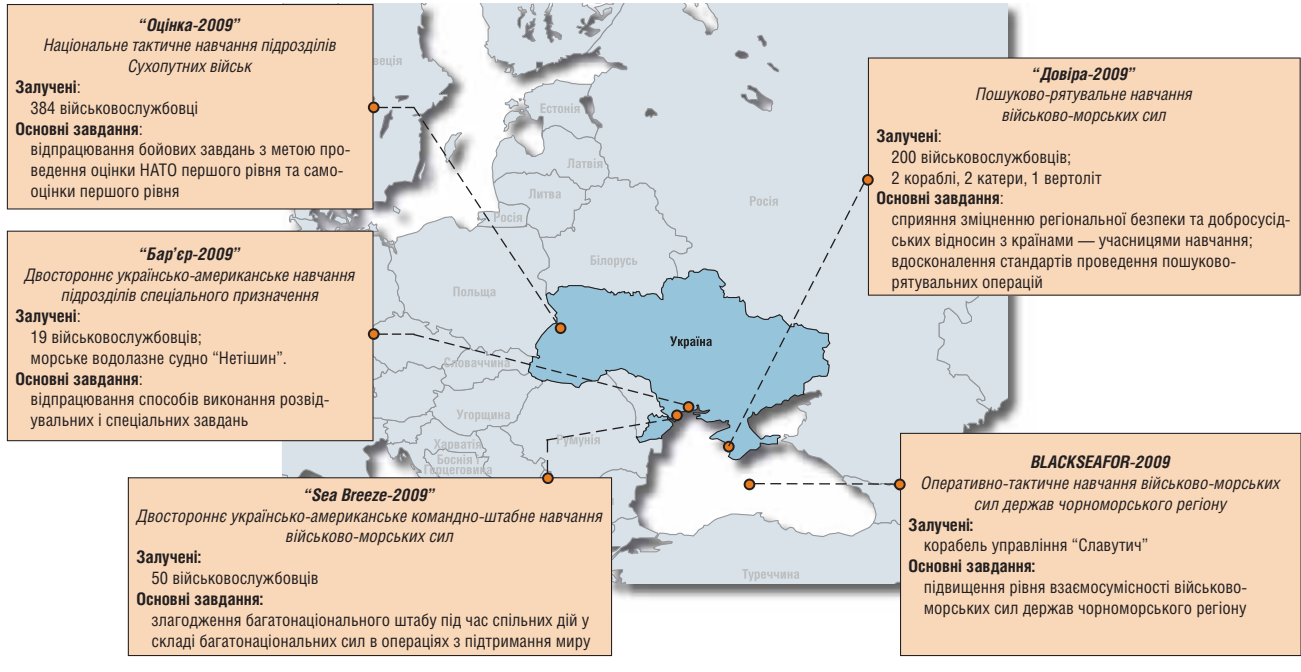 “Оцінка-2009”
Національне тактичне навчання підрозділів
Сухопутних військ
Залучені:
384 військовослужбовці
Основні завдання:
відпрацювання бойових завдань з метою про-
ведення оцінки НАТО першого рівня та само-
оцінки першого рівня
“Бар’єр-2009”
Двостороннє українсько-американське навчання
підрозділів спеціального призначення
Залучені:
19 військовослужбовців;
морське водолазне судно “Нетішин”.
Основні завдання:
відпрацювання способів виконання розвід-
увальних і спеціальних завдань
“Sea Breeze-2009”
Двостороннє українсько-американське командно-штабне навчання
військово-морських сил
Залучені:
50 військовослужбовців
Основні завдання:
злагодження багатонаціонального штабу під час спільних дій у
складі багатонаціональних сил в операціях з підтримання миру
“Довіра-2009”
Пошуково-рятувальне навчання
військово-морських сил
Залучені:
200 військовослужбовців;
2 кораблі, 2 катери, 1 вертоліт
Основні завдання:
сприяння зміцненню регіональної безпеки та добросусід-
ських відносин з країнами — учасницями навчання;
вдосконалення стандартів проведення пошуково-
рятувальних операцій
BLACKSEAFOR-2009
Оперативно-тактичне навчання військово-морських
сил держав чорноморського регіону
Залучені:
корабель управління “Славутич”
Основні завдання:
підвищення рівня взаємосумісності військово-
морських сил держав чорноморського регіону
веція
Естонія
Латвія
Литва
Росія
Росія
Білорусь
Польща
Україна
Словаччина
Угорщина
Румунія
Харватія
Боснія і
Герцеговика
Туреччина